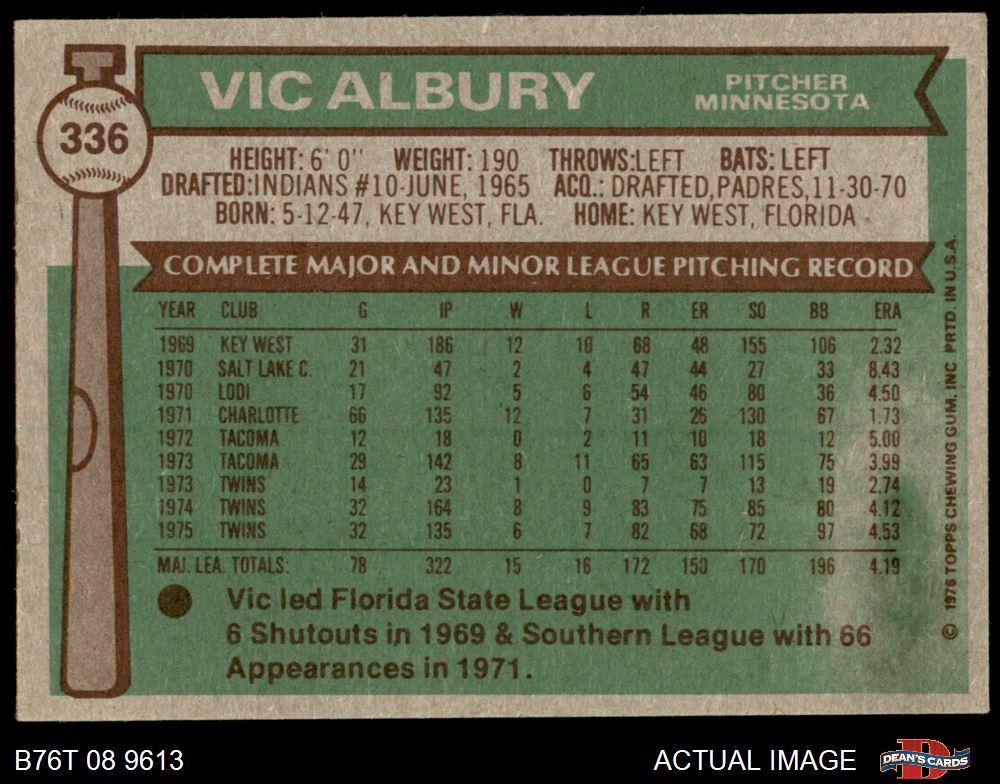 336
VIC ALBURY
PITCHER
MINNESOTA
HEIGHT: 6' 0" WEIGHT: 190 THROWS:LEFT BATS: LEFT
DRAFTED:INDIANS #10-JUNE, 1965 ACQ.: DRAFTED,PADRES,11-30-70
BORN: 5-12-47, KEY WEST, FLA. HOME: KEY WEST, FLORIDA
COMPLETE MAJOR AND MINOR LEAGUE PITCHING RECORD
YEAR CLUB G IP W L R ER SO BB ERA
1969 KEY WEST 31 186 12 10 68 48 155 106 2.32
1970 SALT LAKE C. 21 47 2 4 47 44 27 33 8.43
1970 LODI 17 92 5 6 54 46 80 36 4.50
1971 CHARLOTTE 66 135 12 7 31 26 130 67 1.73
1972 TACOMA 12 18 0 2 11 10 18 12 5.00
1973 TACOMA 29 142 8 11 65 63 115 75 3.99
1973 TWINS 14 23 1 0 7 7 13 19 2.74
1974 TWINS 32 164 8 9 83 75 85 80 4.12
1975 TWINS 32 135 6 7 82 68 72 97 4.53
MAJ. LEA. TOTALS: 78 322 15 16 172 150 170 196 4.19
Vic led Florida State League with
6 Shutouts in 1969 & Southern League with 66
Appearances in 1971.
© 1976 TOPPS CHEWING GUM, INC PRTD. IN U.S.A.
B76T 08 9613
ACTUAL IMAGE
DEAN'S CARDS